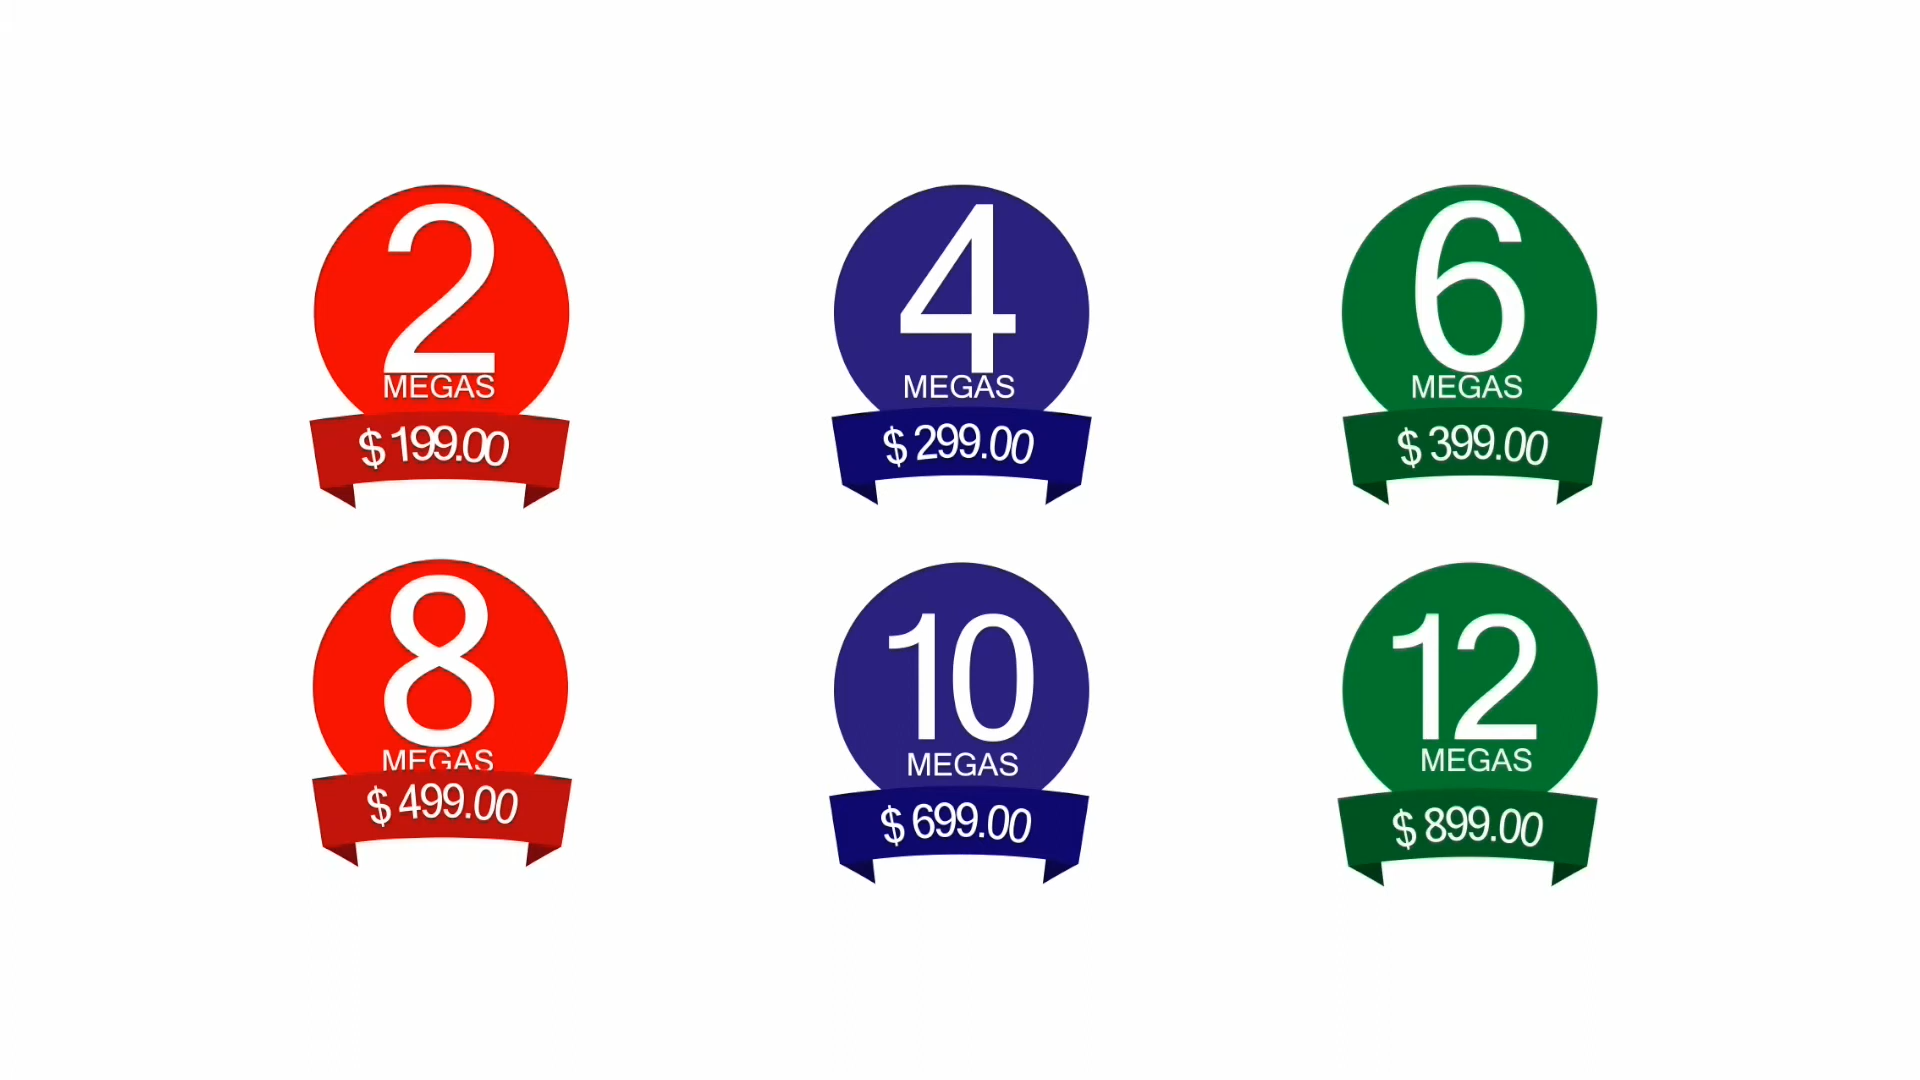 2
MEGAS
$ 199.00
4
MEGAS
$ 299.00
6
MEGAS
$ 399.00
8
MEGAS
$ 499.00
10
MEGAS
$ 699.00
12
MEGAS
$ 899.00